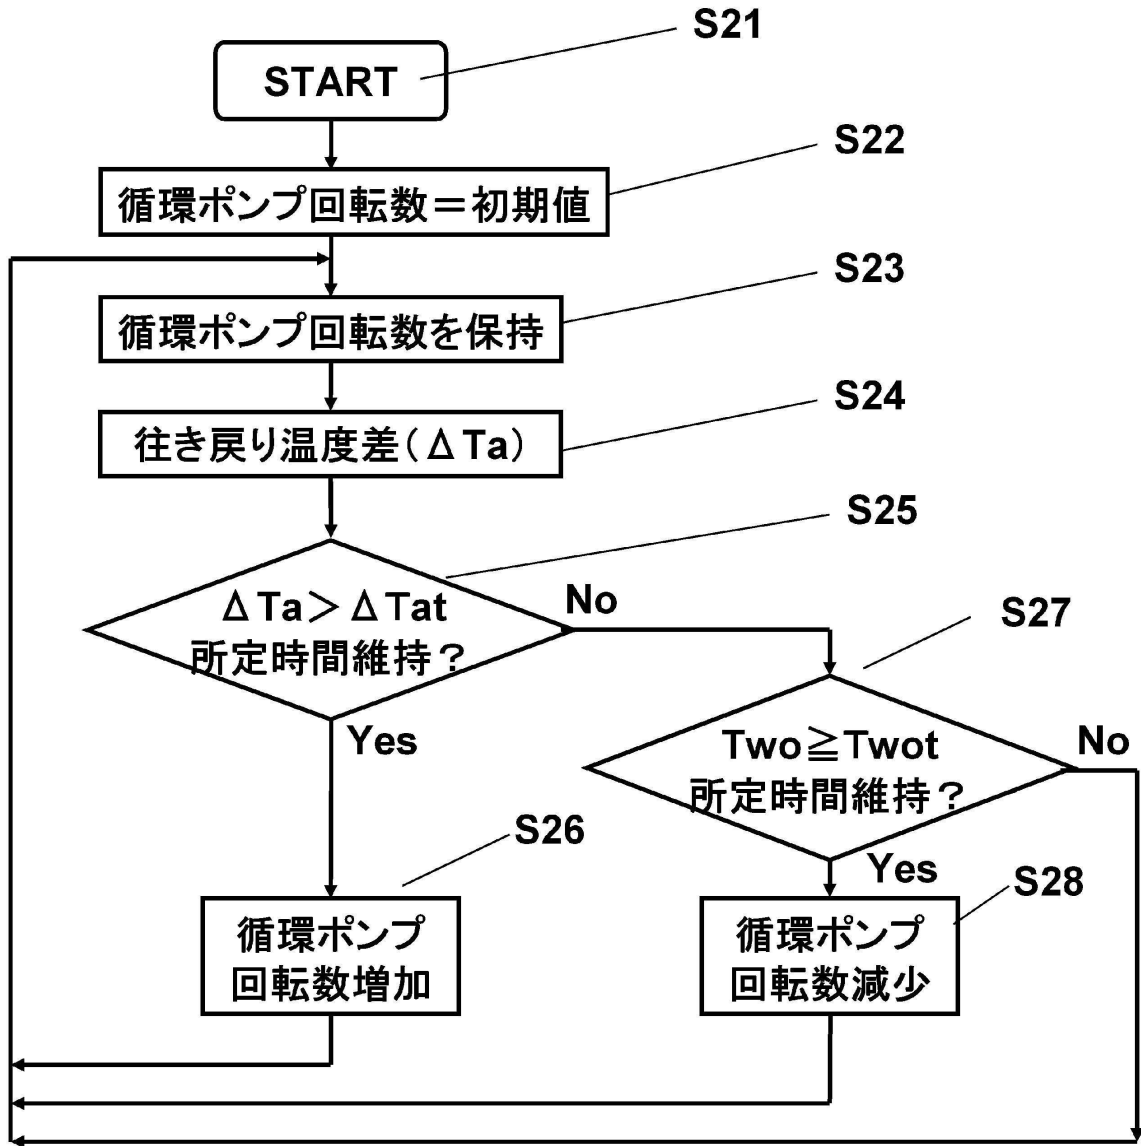 S21
START
S22
循環ポンプ回転数＝初期値
S23
循環ポンプ回転数を保持
S24
往き戻り温度差（ΔTa）
S25
ΔTa＞ΔTat
所定時間維持？
No
S27
Yes
Two≧Twot
所定時間維持？
No
S26
Yes
S28
循環ポンプ
回転数増加
循環ポンプ
回転数減少